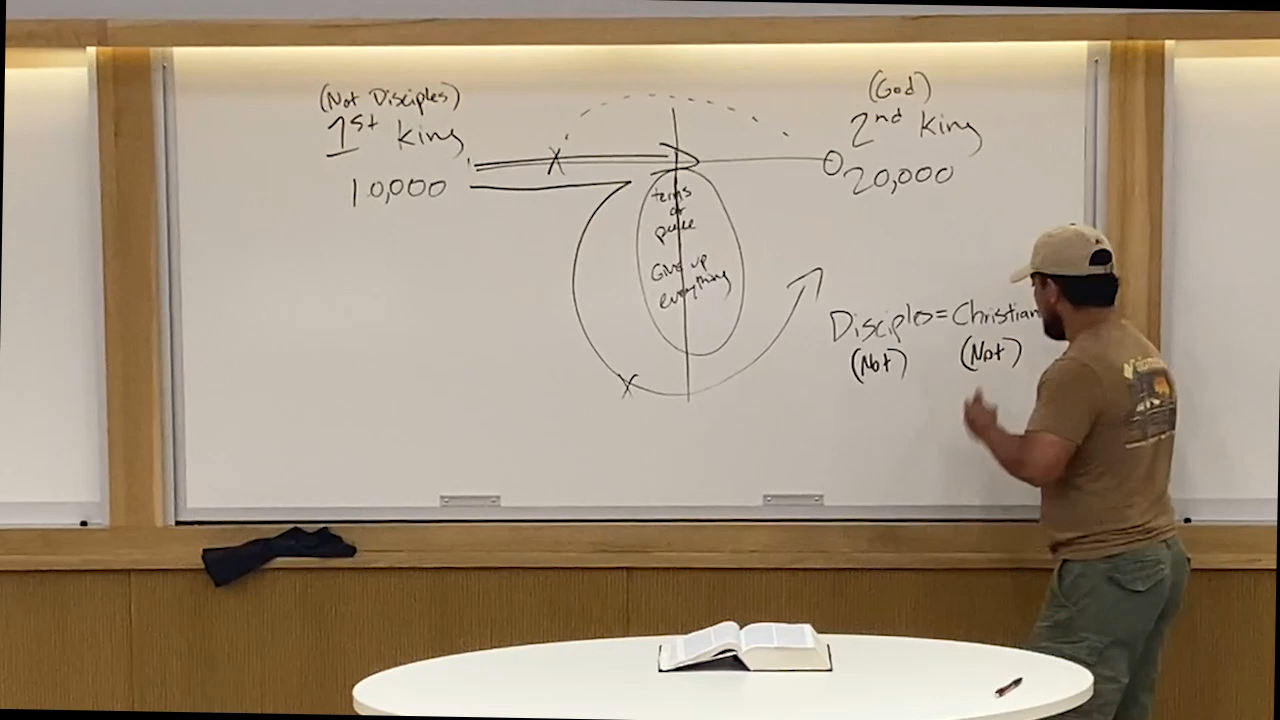 (Not Disciples)
1st King
10,000
(God)
2nd King
20,000
X
terms
of
peace
Give up
everything
X
Disciples = Christian
(Not) (Not)